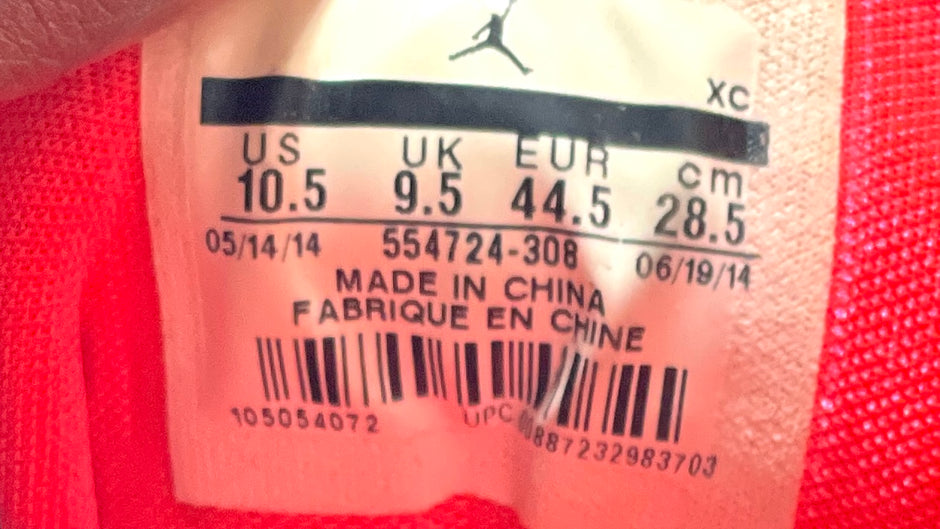 XC
US UK EUR cm
10.5 9.5 44.5 28.5
05/14/14 554724-308 06/19/14
MADE IN CHINA
FABRIQUE EN CHINE
105054072 UPC 00887232983703